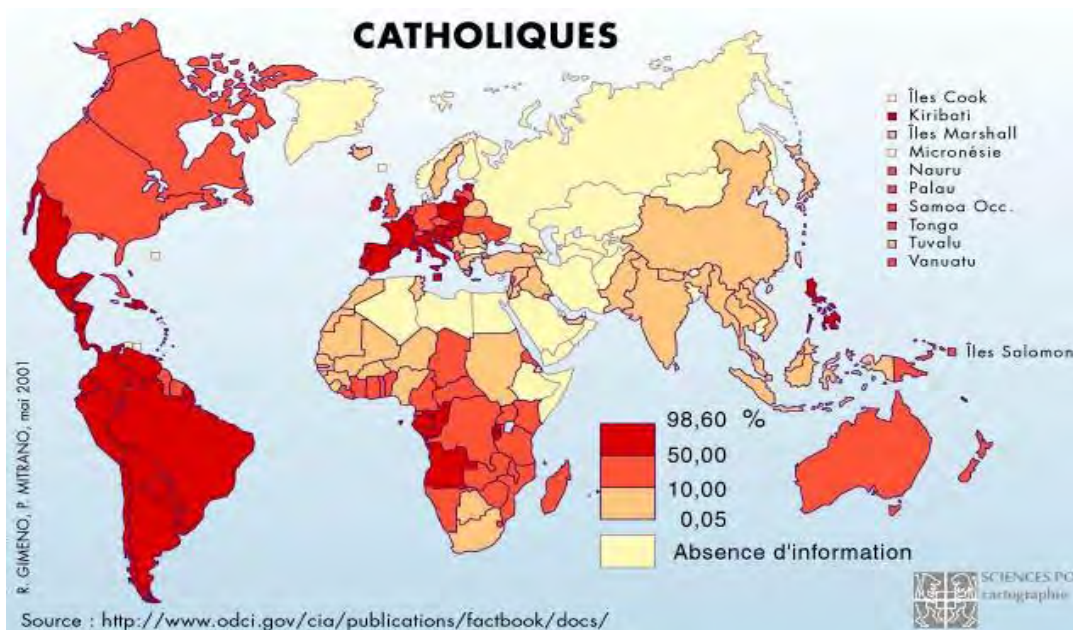 CATHOLIQUES
Îles Cook
Kiribati
Îles Marshall
Micronésie
Nauru
Palau
Samoa Occ.
Tonga
Tuvalu
Vanuatu
Îles Salomon
98,60 %
50,00
10,00
0,05
Absence d'information
R. GIMENO, P. MITRANO, mai 2001
SCIENCES PO
cartographie
Source : http://www.odci.gov/cia/publications/factbook/docs/